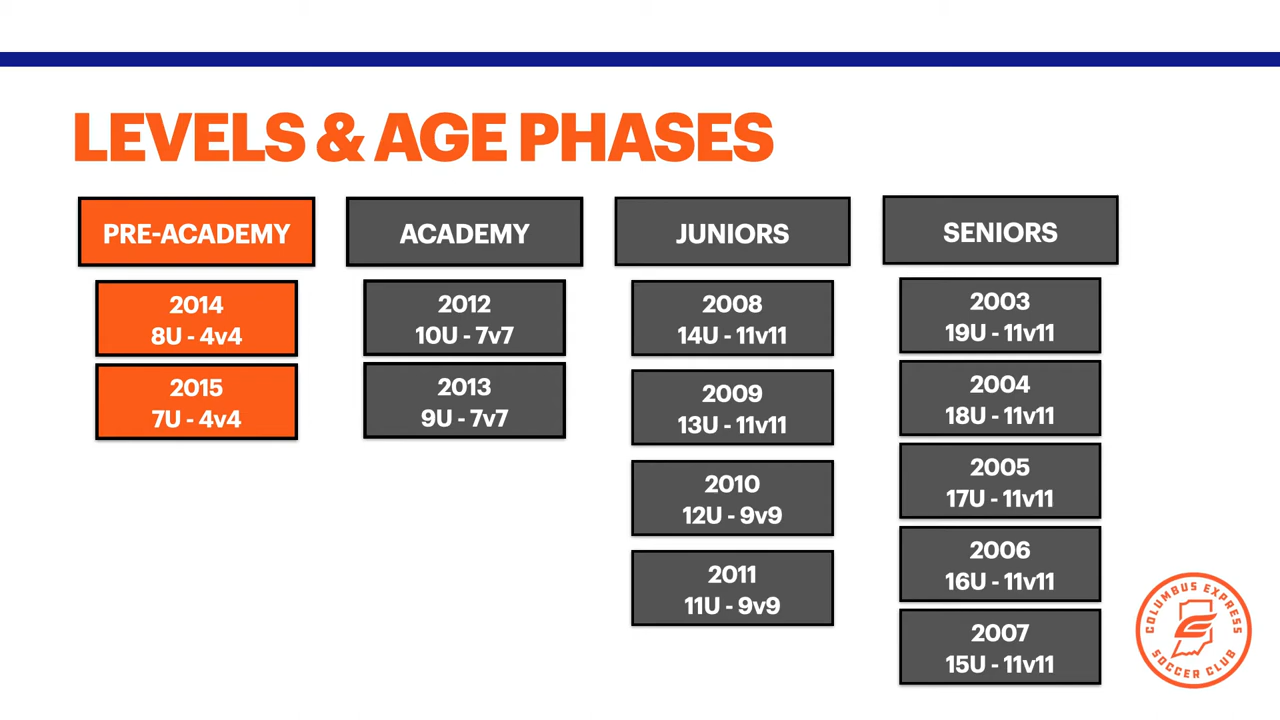 LEVELS & AGE PHASES
PRE-ACADEMY
2014
8U - 4v4
2015
7U - 4v4
ACADEMY
2012
10U - 7v7
2013
9U - 7v7
JUNIORS
2008
14U - 11v11
2009
13U - 11v11
2010
12U - 9v9
2011
11U - 9v9
SENIORS
2003
19U - 11v11
2004
18U - 11v11
2005
17U - 11v11
2006
16U - 11v11
2007
15U - 11v11
COLUMBUS EXPRESS
SOCCER CLUB